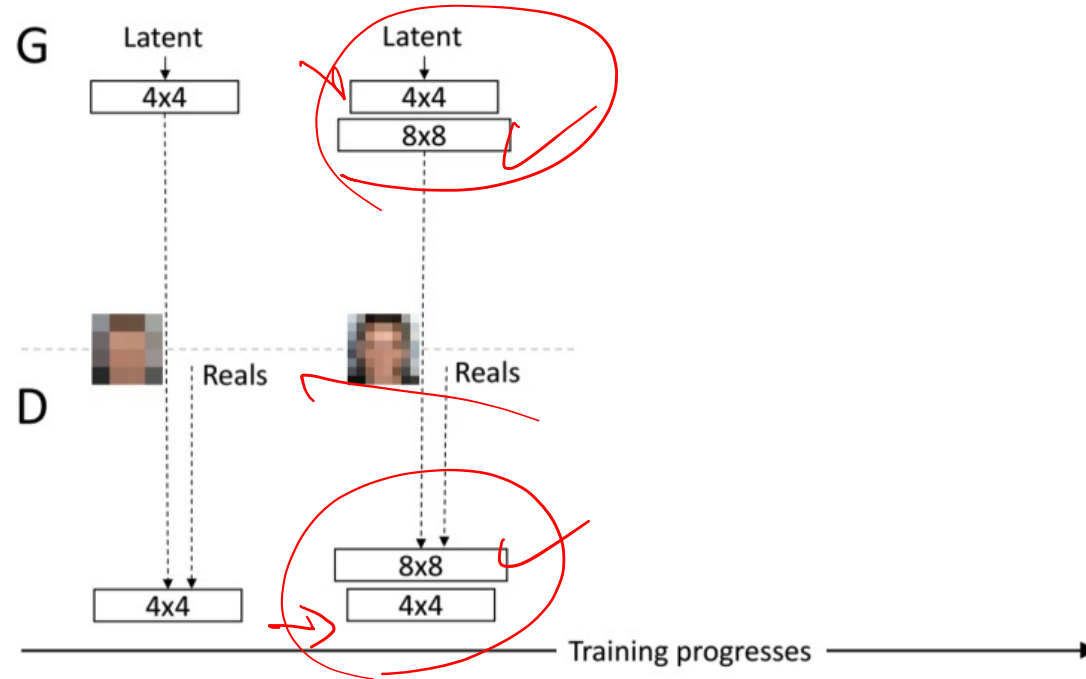 G
Latent
Latent
4x4
4x4
8x8
Reals
Reals
D
8x8
4x4
4x4
Training progresses